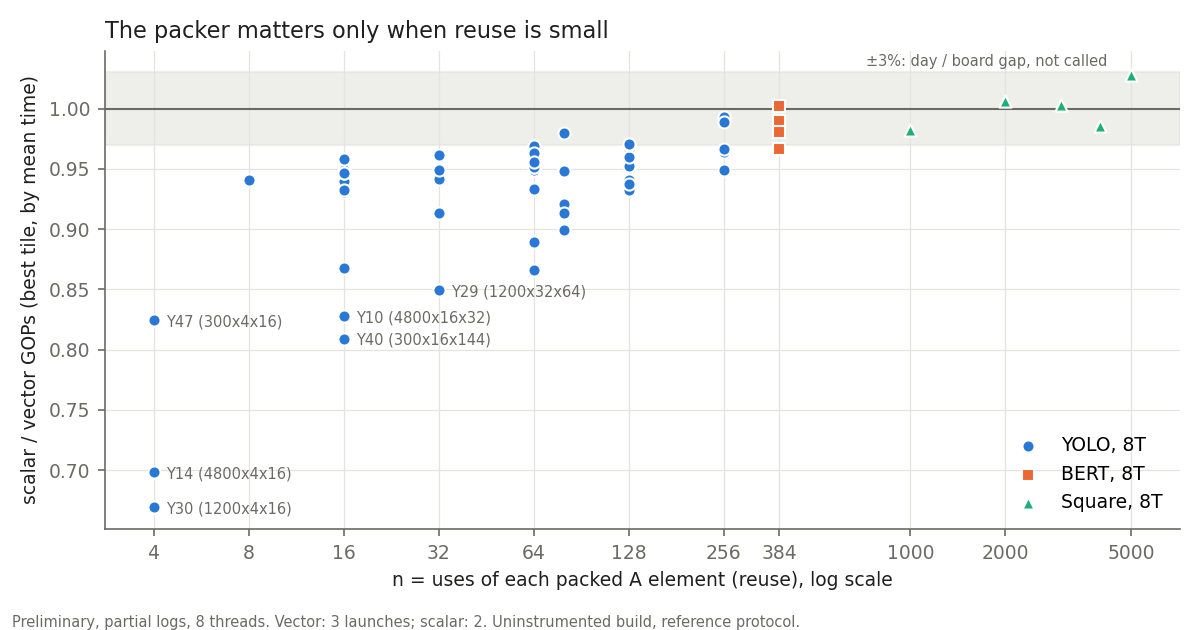 The packer matters only when reuse is small
±3%: day / board gap, not called
scalar / vector GOPs (best tile, by mean time)
1.00
0.95
0.90
0.85
0.80
0.75
0.70
Y29 (1200x32x64)
Y47 (300x4x16)
Y10 (4800x16x32)
Y40 (300x16x144)
Y14 (4800x4x16)
Y30 (1200x4x16)
YOLO, 8T
BERT, 8T
Square, 8T
4 8 16 32 64 128 256 384 1000 2000 5000
n = uses of each packed A element (reuse), log scale
Preliminary, partial logs, 8 threads. Vector: 3 launches; scalar: 2. Uninstrumented build, reference protocol.